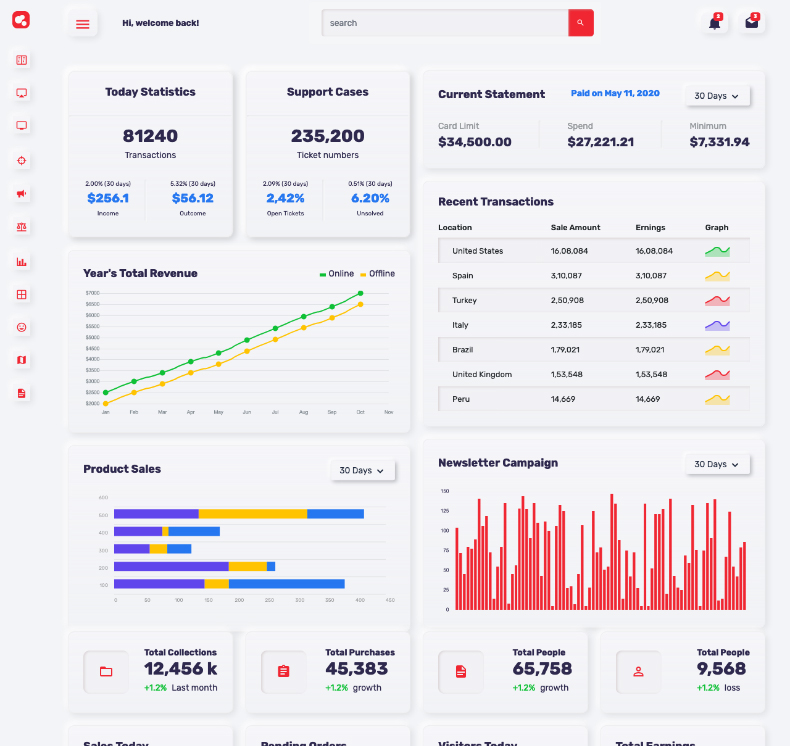 Hi, welcome back!
search
3
3
Today Statistics
81240
Transactions
2.00% (30 days)
5.32% (30 days)
$256.1
$56.12
Income
Outcome
Support Cases
235,200
Ticket numbers
2.09% (30 days)
0.51% (30 days)
2,42%
6.20%
Open Tickets
Unsolved
Current Statement
Paid on May 11, 2020
30 Days
Card Limit
Spend
Minimum
$34,500.00
$27,221.21
$7,331.94
Year's Total Revenue
Online
Offline
$7000
$6500
$6000
$5500
$5000
$4500
$4000
$3500
$3000
$2500
$2000
Jan Feb Mar Apr May Jun Jul Aug Sep Oct Nov
Recent Transactions
Location Sale Amount Ernings Graph
United States 16,08,084 16,08,084
Spain 3,10,087 3,10,087
Turkey 2,50,908 2,50,908
Italy 2,33,185 2,33,185
Brazil 1,79,021 1,79,021
United Kingdom 1,53,548 1,53,548
Peru 14,669 14,669
Product Sales
30 Days
600
500
400
300
200
100
0 50 100 150 200 250 300 350 400 450
Newsletter Campaign
30 Days
150
125
100
75
50
25
0
Total Collections
12,456 k
+1.2% Last month
Total Purchases
45,383
+1.2% growth
Total People
65,758
+1.2% growth
Total People
9,568
+1.2% loss
Sales Today
Pending Orders
Visitors Today
Total Earnings